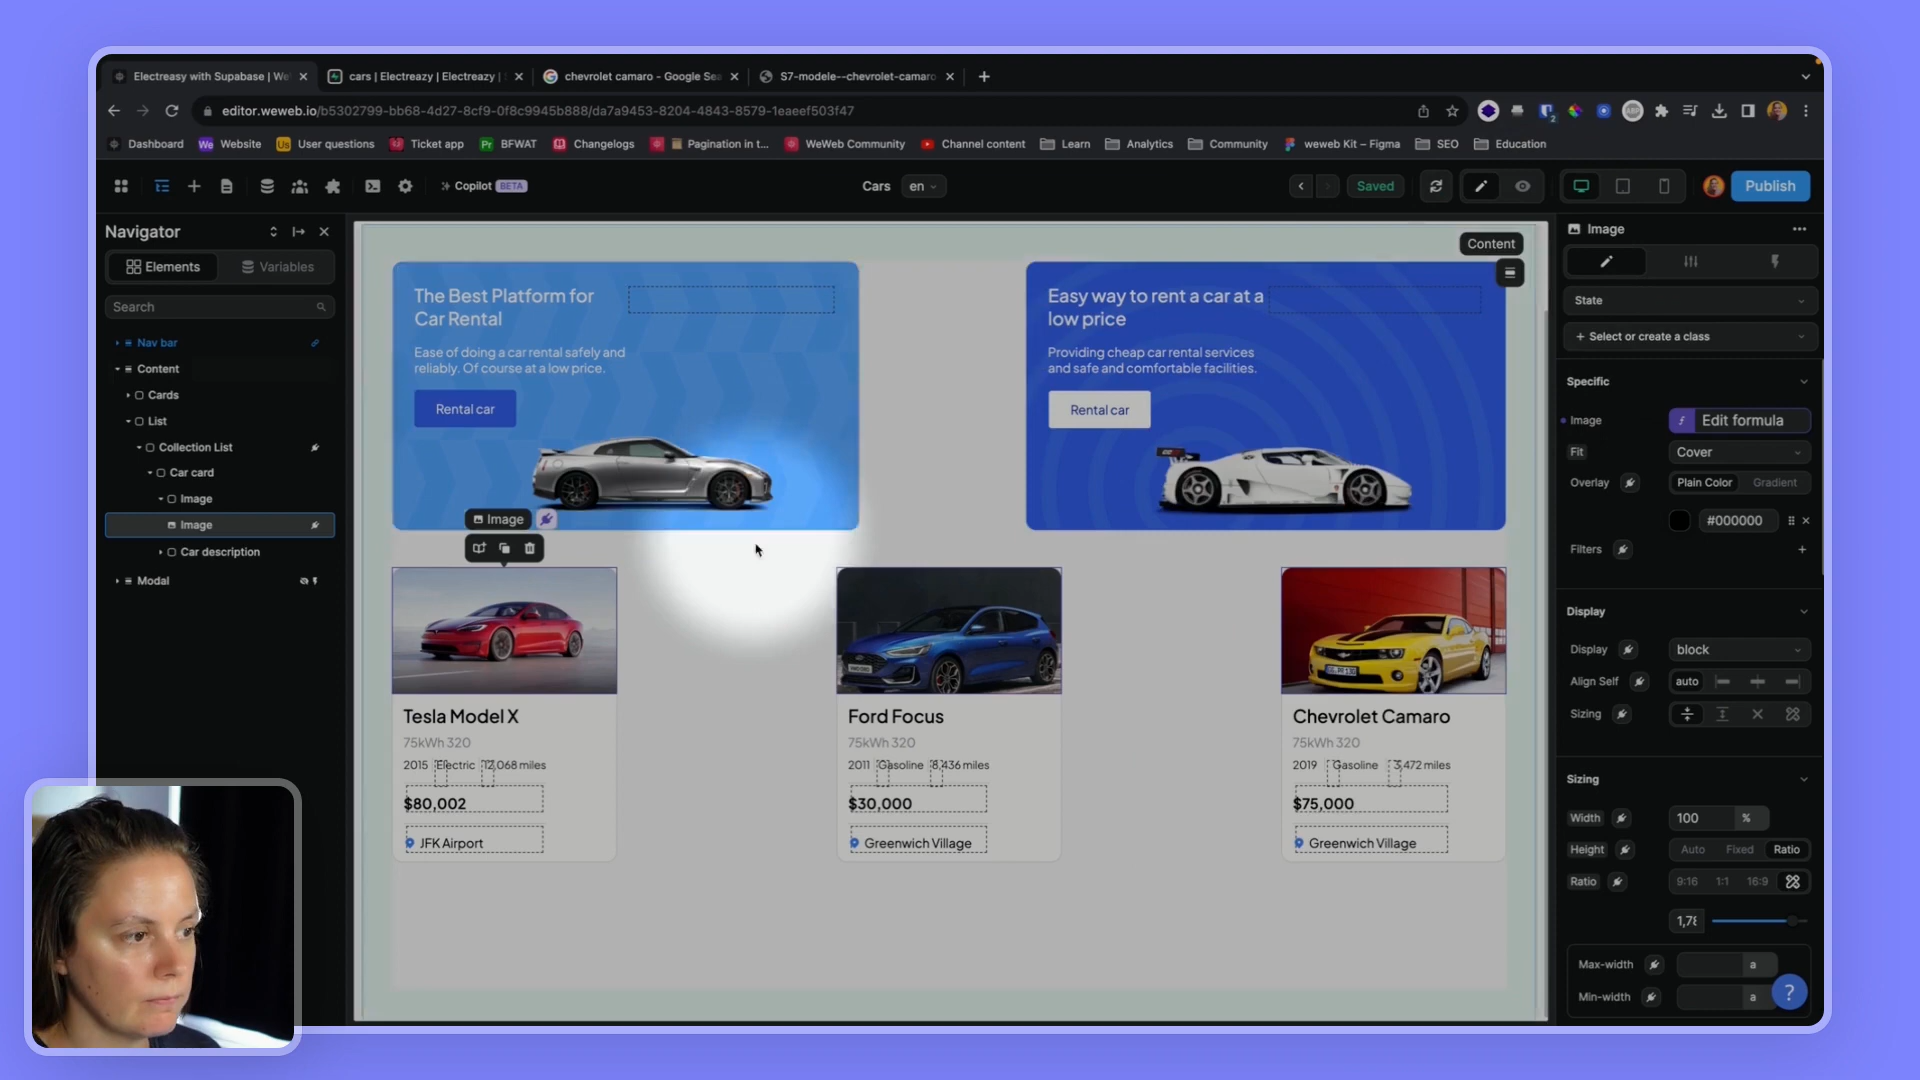 Electreasy with Supabase | We
cars | Electreazy | Electreazy |
chevrolet camaro - Google Sea
S7-modele--chevrolet-camaro
editor.weweb.io/b5302799-bb68-4d27-8cf9-0f8c9945b888/da7a9453-8204-4843-8579-1eaeef503f47
Dashboard
We Website
Us User questions
Ticket app
Pr BFWAT
Changelogs
Pagination in t...
WeWeb Community
Channel content
Learn
Analytics
Community
weweb Kit – Figma
SEO
Education
Copilot BETA
Cars
en
Saved
Publish
Navigator
Elements
Variables
Search
Nav bar
Content
Cards
List
Collection List
Car card
Image
Image
Car description
Modal
Content
The Best Platform for
Car Rental
Ease of doing a car rental safely and
reliably. Of course at a low price.
Rental car
Easy way to rent a car at a
low price
Providing cheap car rental services
and safe and comfortable facilities.
Rental car
Image
Tesla Model X
75kWh 320
2015 Electric 12,068 miles
$80,002
JFK Airport
Ford Focus
75kWh 320
2011 Gasoline 8,436 miles
$30,000
Greenwich Village
Chevrolet Camaro
75kWh 320
2019 Gasoline 3,472 miles
$75,000
Greenwich Village
Image
State
+ Select or create a class
Specific
Image
Edit formula
Fit
Cover
Overlay
Plain Color
Gradient
#000000
Filters
Display
Display
block
Align Self
auto
Sizing
Sizing
Width
100
%
Height
Auto
Fixed
Ratio
Ratio
9:16
1:1
16:9
Max-width
a
Min-width
a
?